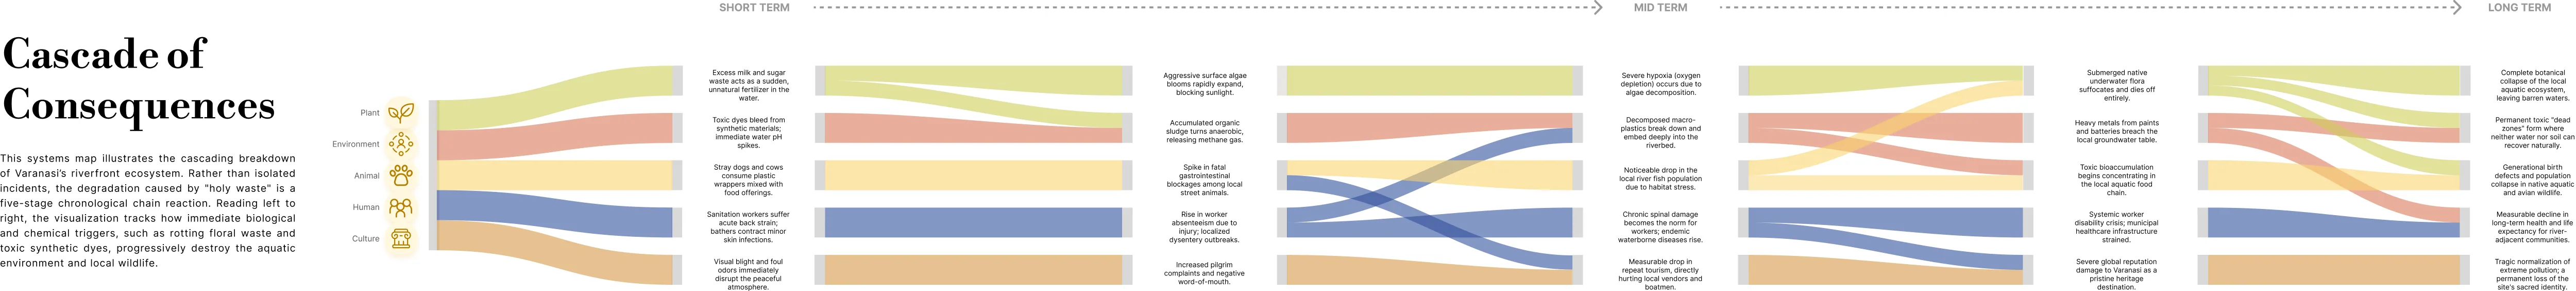 SHORT TERM
MID TERM
LONG TERM
Cascade of
Consequences
This systems map illustrates the cascading breakdown
of Varanasi's riverfront ecosystem. Rather than isolated
incidents, the degradation caused by "holy waste" is a
five-stage chronological chain reaction. Reading left to
right, the visualization tracks how immediate biological
and chemical triggers, such as rotting floral waste and
toxic synthetic dyes, progressively destroy the aquatic
environment and local wildlife.
Plant
Environment
Animal
Human
Culture
Excess milk and sugar
waste acts as a sudden,
unnatural fertilizer in the
water.
Toxic dyes bleed from
synthetic materials;
immediate water pH
spikes.
Stray dogs and cows
consume plastic
wrappers mixed with
food offerings.
Sanitation workers suffer
acute back strain;
bathers contract minor
skin infections.
Visual blight and foul
odors immediately
disrupt the peaceful
atmosphere.
Aggressive surface algae
blooms rapidly expand,
blocking sunlight.
Accumulated organic
sludge turns anaerobic,
releasing methane gas.
Spike in fatal
gastrointestinal
blockages among local
street animals.
Rise in worker
absenteeism due to
injury; localized
dysentery outbreaks.
Increased pilgrim
complaints and negative
word-of-mouth.
Severe hypoxia (oxygen
depletion) occurs due to
algae decomposition.
Decomposed macro-
plastics break down and
embed deeply into the
riverbed.
Noticeable drop in the
local river fish population
due to habitat stress.
Chronic spinal damage
becomes the norm for
workers; endemic
waterborne diseases rise.
Measurable drop in
repeat tourism, directly
hurting local vendors and
boatmen.
Submerged native
underwater flora
suffocates and dies off
entirely.
Heavy metals from paints
and batteries breach the
local groundwater table.
Toxic bioaccumulation
begins concentrating in
the local aquatic food
chain.
Systemic worker
disability crisis; municipal
healthcare infrastructure
strained.
Severe global reputation
damage to Varanasi as a
pristine heritage
destination.
Complete botanical
collapse of the local
aquatic ecosystem,
leaving barren waters.
Permanent toxic "dead
zones" form where
neither water nor soil can
recover naturally.
Generational birth
defects and population
collapse in native aquatic
and avian wildlife.
Measurable decline in
long-term health and life
expectancy for river-
adjacent communities.
Tragic normalization of
extreme pollution; a
permanent loss of the
site's sacred identity.